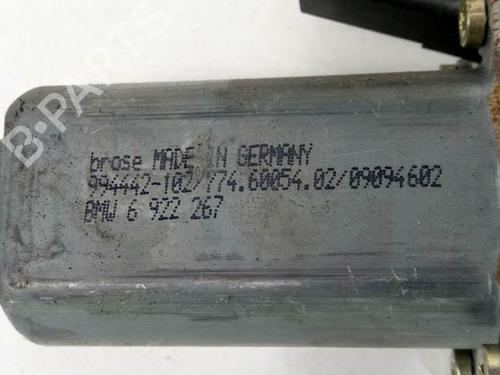 B-PARTS
brose MADE IN GERMANY
994442-102/774.60054.02/09094602
BMW 6 922 267